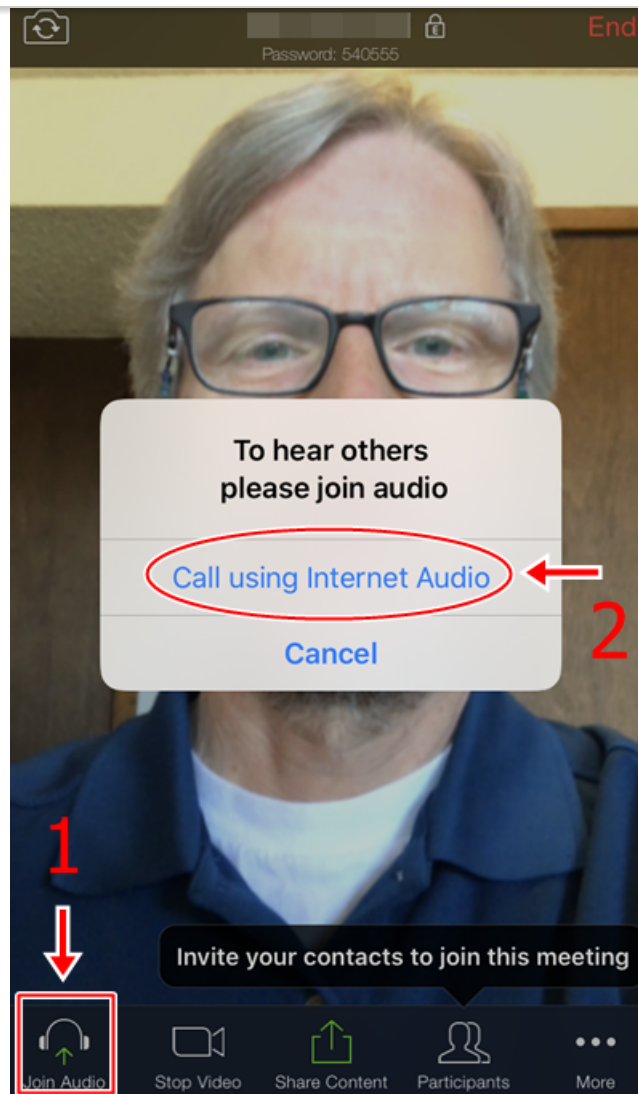 End
Password: 540555
To hear others
please join audio
Call using Internet Audio
Cancel
2
1
Invite your contacts to join this meeting
Join Audio
Stop Video
Share Content
Participants
More